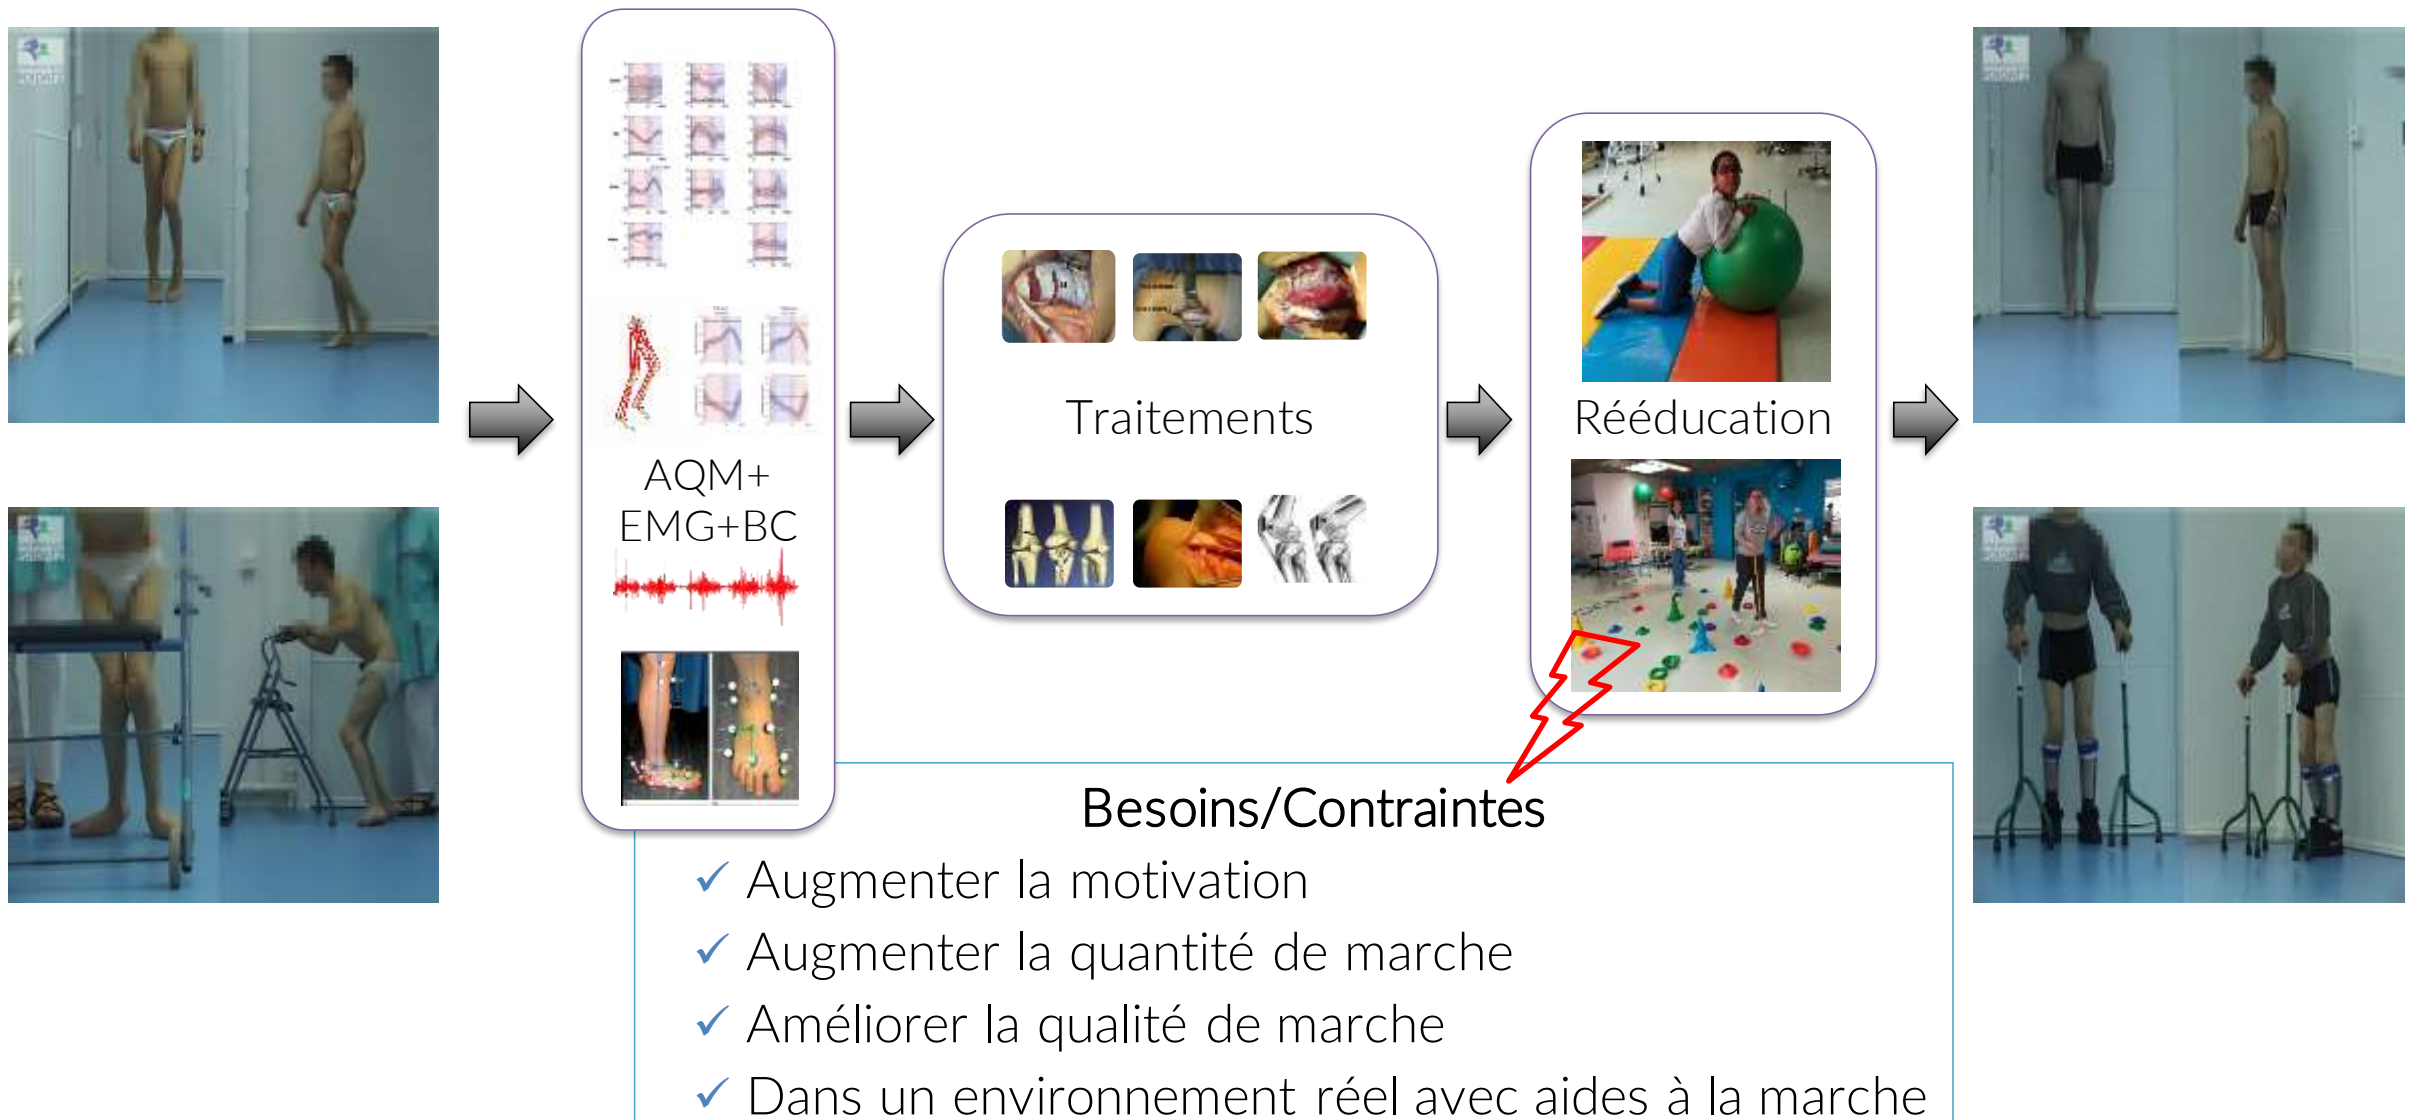 AQM+
EMG+BC
Traitements
Rééducation
Besoins/Contraintes
✓ Augmenter la motivation
✓ Augmenter la quantité de marche
✓ Améliorer la qualité de marche
✓ Dans un environnement réel avec aides à la marche